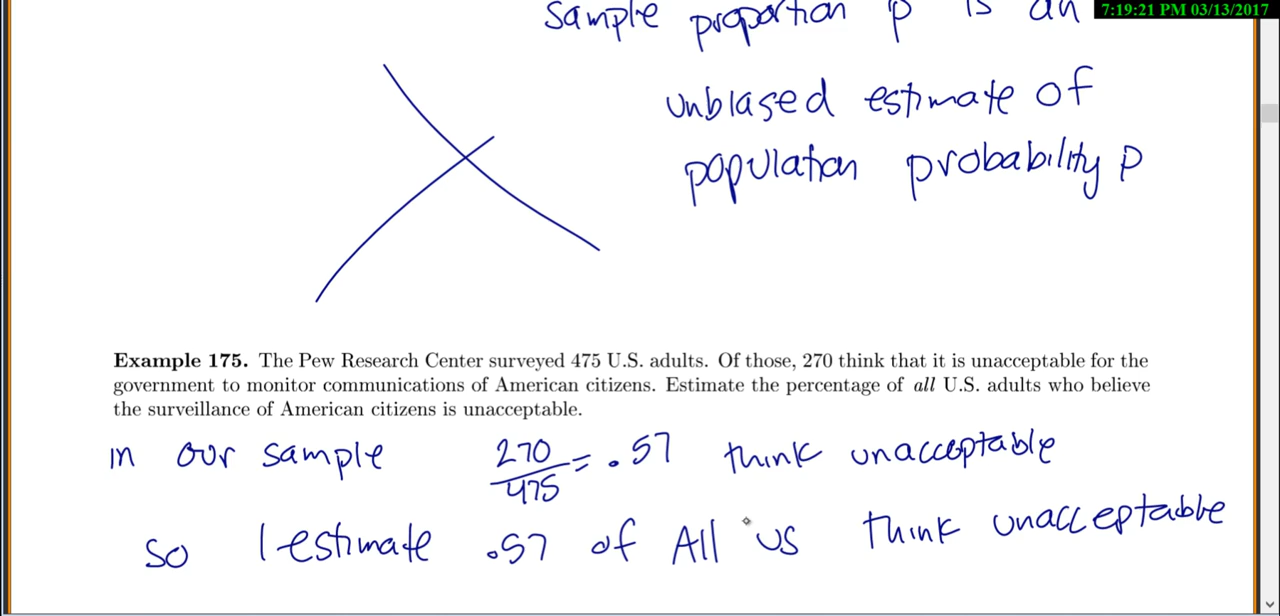 7:19:21 PM 03/13/2017
Sample proportion p is an
unbiased estimate of
population probability p
Example 175. The Pew Research Center surveyed 475 U.S. adults. Of those, 270 think that it is unacceptable for the
government to monitor communications of American citizens. Estimate the percentage of all U.S. adults who believe
the surveillance of American citizens is unacceptable.
in our sample 270/475 = .57 think unacceptable
so I estimate .57 of All US think unacceptable